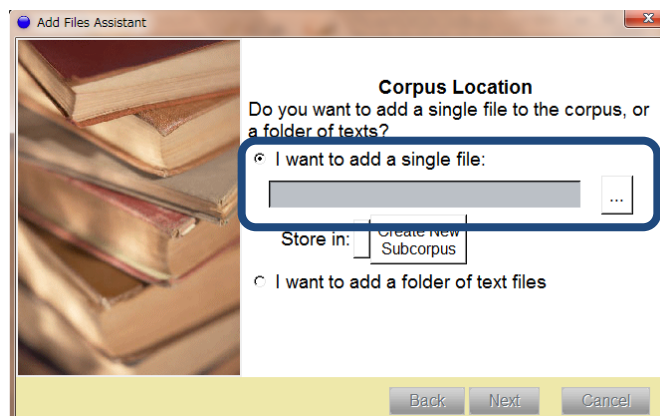 Add Files Assistant
Corpus Location
Do you want to add a single file to the corpus, or
a folder of texts?
I want to add a single file:
...
Store in:
Create New
Subcorpus
I want to add a folder of text files
Back Next Cancel